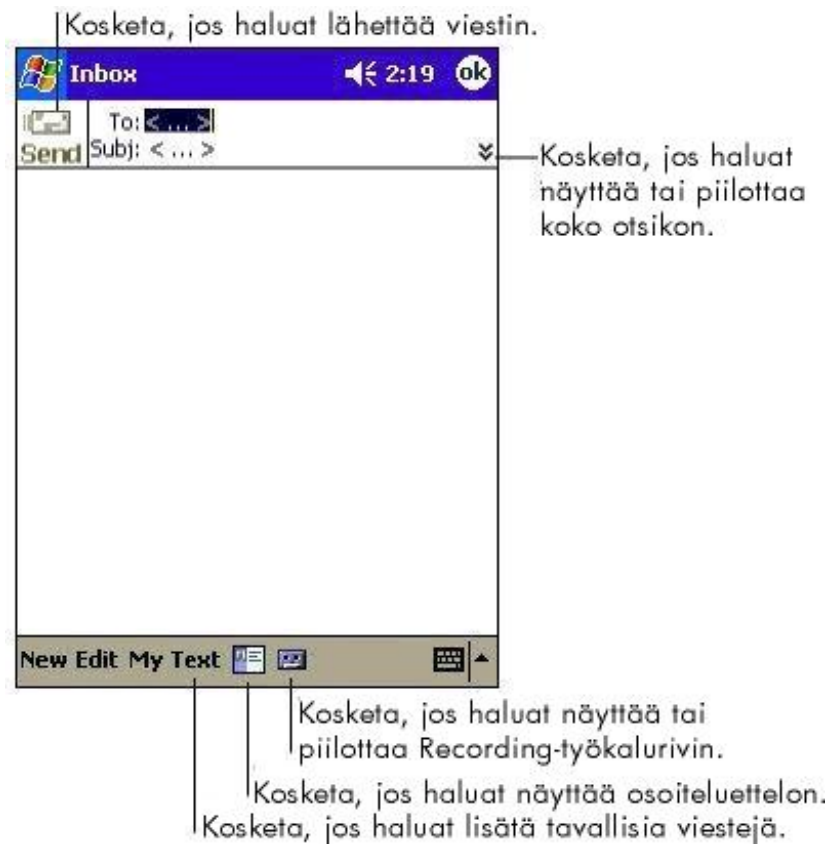 Kosketa, jos haluat lähettää viestin.
Inbox 2:19 ok
To: < ... >
Send Subj: < ... >
Kosketa, jos haluat
näyttää tai piilottaa
koko otsikon.
New Edit My Text
Kosketa, jos haluat näyttää tai
piilottaa Recording-työkalurivin.
Kosketa, jos haluat näyttää osoiteluettelon.
Kosketa, jos haluat lisätä tavallisia viestejä.